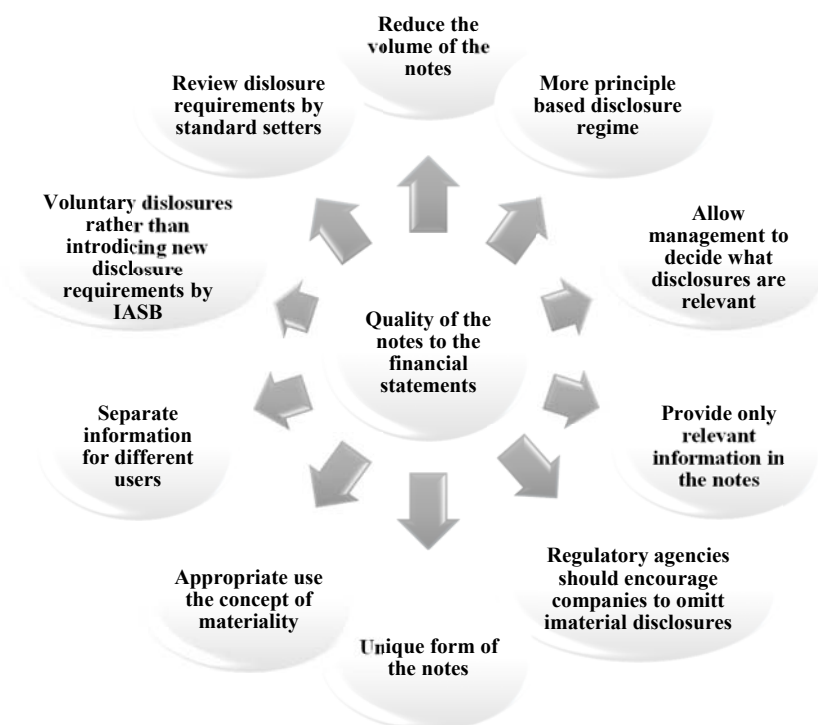 Reduce the
volume of the
notes
More principle
based disclosure
regime
Allow
management to
decide what
disclosures are
relevant
Provide only
relevant
information in
the notes
Regulatory agencies
should encourage
companies to omitt
imaterial disclosures
Unique form of
the notes
Appropriate use
the concept of
materiality
Separate
information
for different
users
Voluntary dislosures
rather than
introdicing new
disclosure
requirements by
IASB
Review dislosure
requirements by
standard setters
Quality of the
notes to the
financial
statements